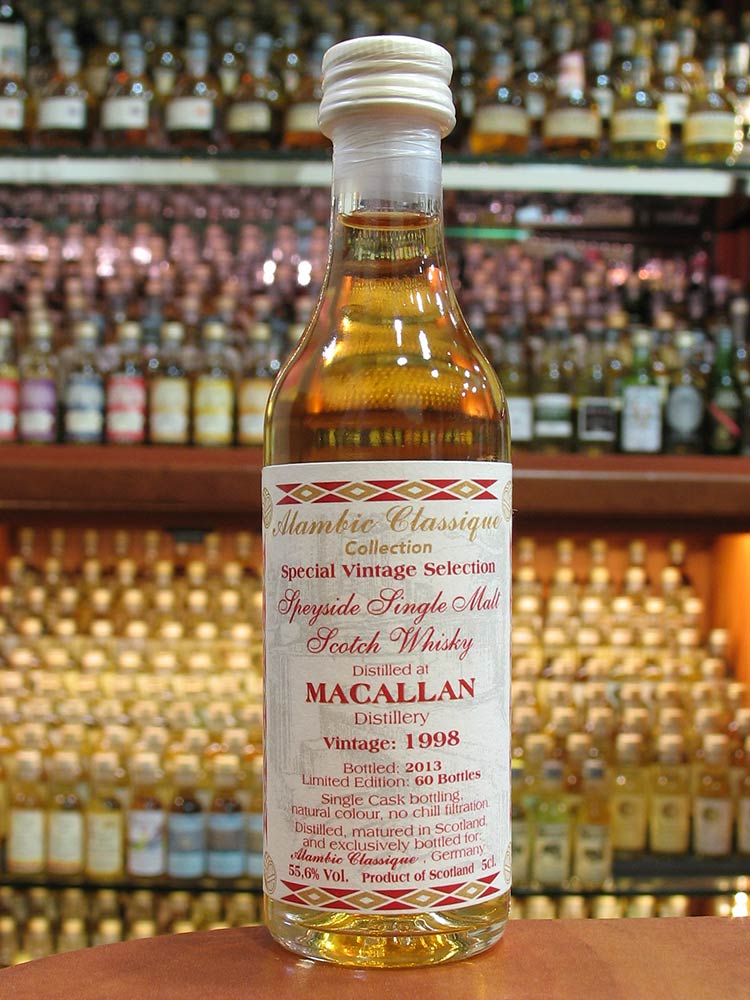 Alambic Classique
Collection
Special Vintage Selection
Speyside Single Malt
Scotch Whisky
Distilled at
MACALLAN
Distillery
Vintage: 1998
Bottled: 2013
Limited Edition: 60 Bottles
Single Cask bottling,
natural colour, no chill filtration.
Distilled, matured in Scotland,
and exclusively bottled for:
Alambic Classique , Germany
55,6% Vol. Product of Scotland 5cl.